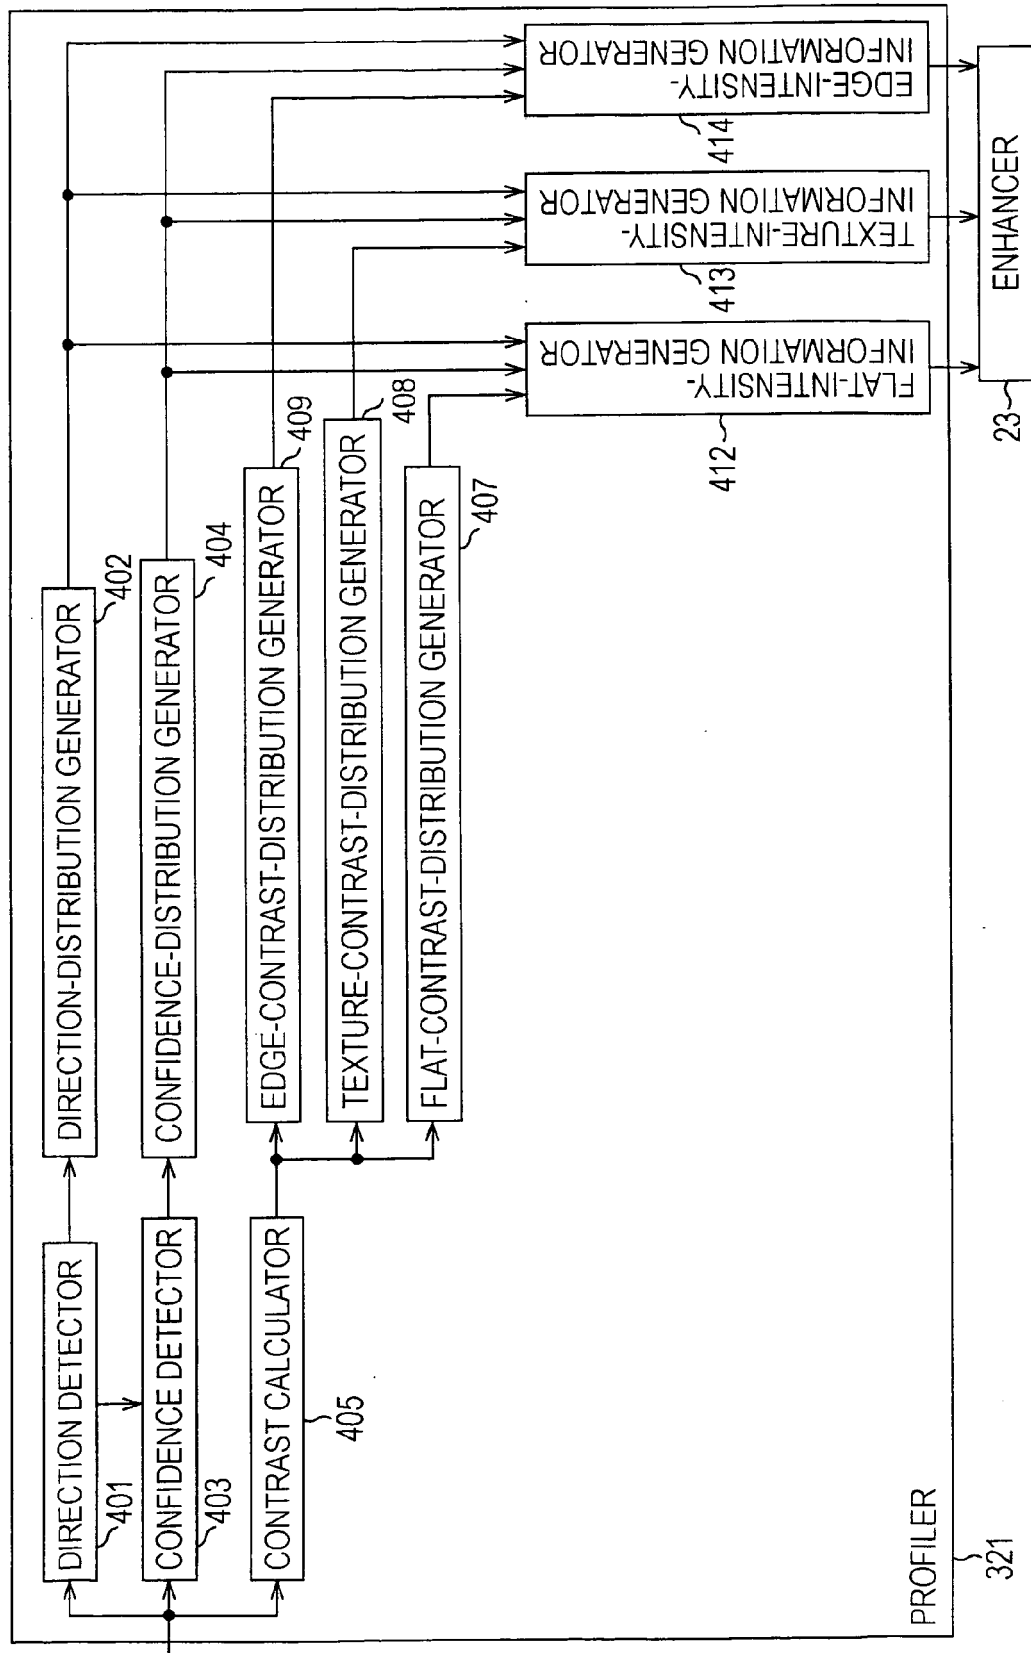 DIRECTION DETECTOR
401
DIRECTION-DISTRIBUTION GENERATOR
402
CONFIDENCE DETECTOR
403
CONFIDENCE-DISTRIBUTION GENERATOR
404
CONTRAST CALCULATOR
405
EDGE-CONTRAST-DISTRIBUTION GENERATOR
409
TEXTURE-CONTRAST-DISTRIBUTION GENERATOR
408
FLAT-CONTRAST-DISTRIBUTION GENERATOR
407
EDGE-INTENSITY-
INFORMATION GENERATOR
414
TEXTURE-INTENSITY-
INFORMATION GENERATOR
413
FLAT-INTENSITY-
INFORMATION GENERATOR
412
PROFILER
321
ENHANCER
23